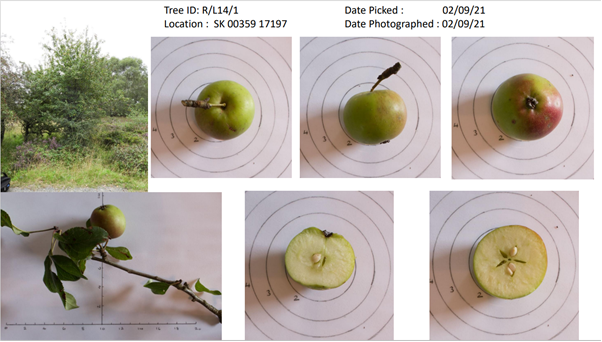 Tree ID: R/L14/1 Date Picked : 02/09/21
Location : SK 00359 17197 Date Photographed : 02/09/21